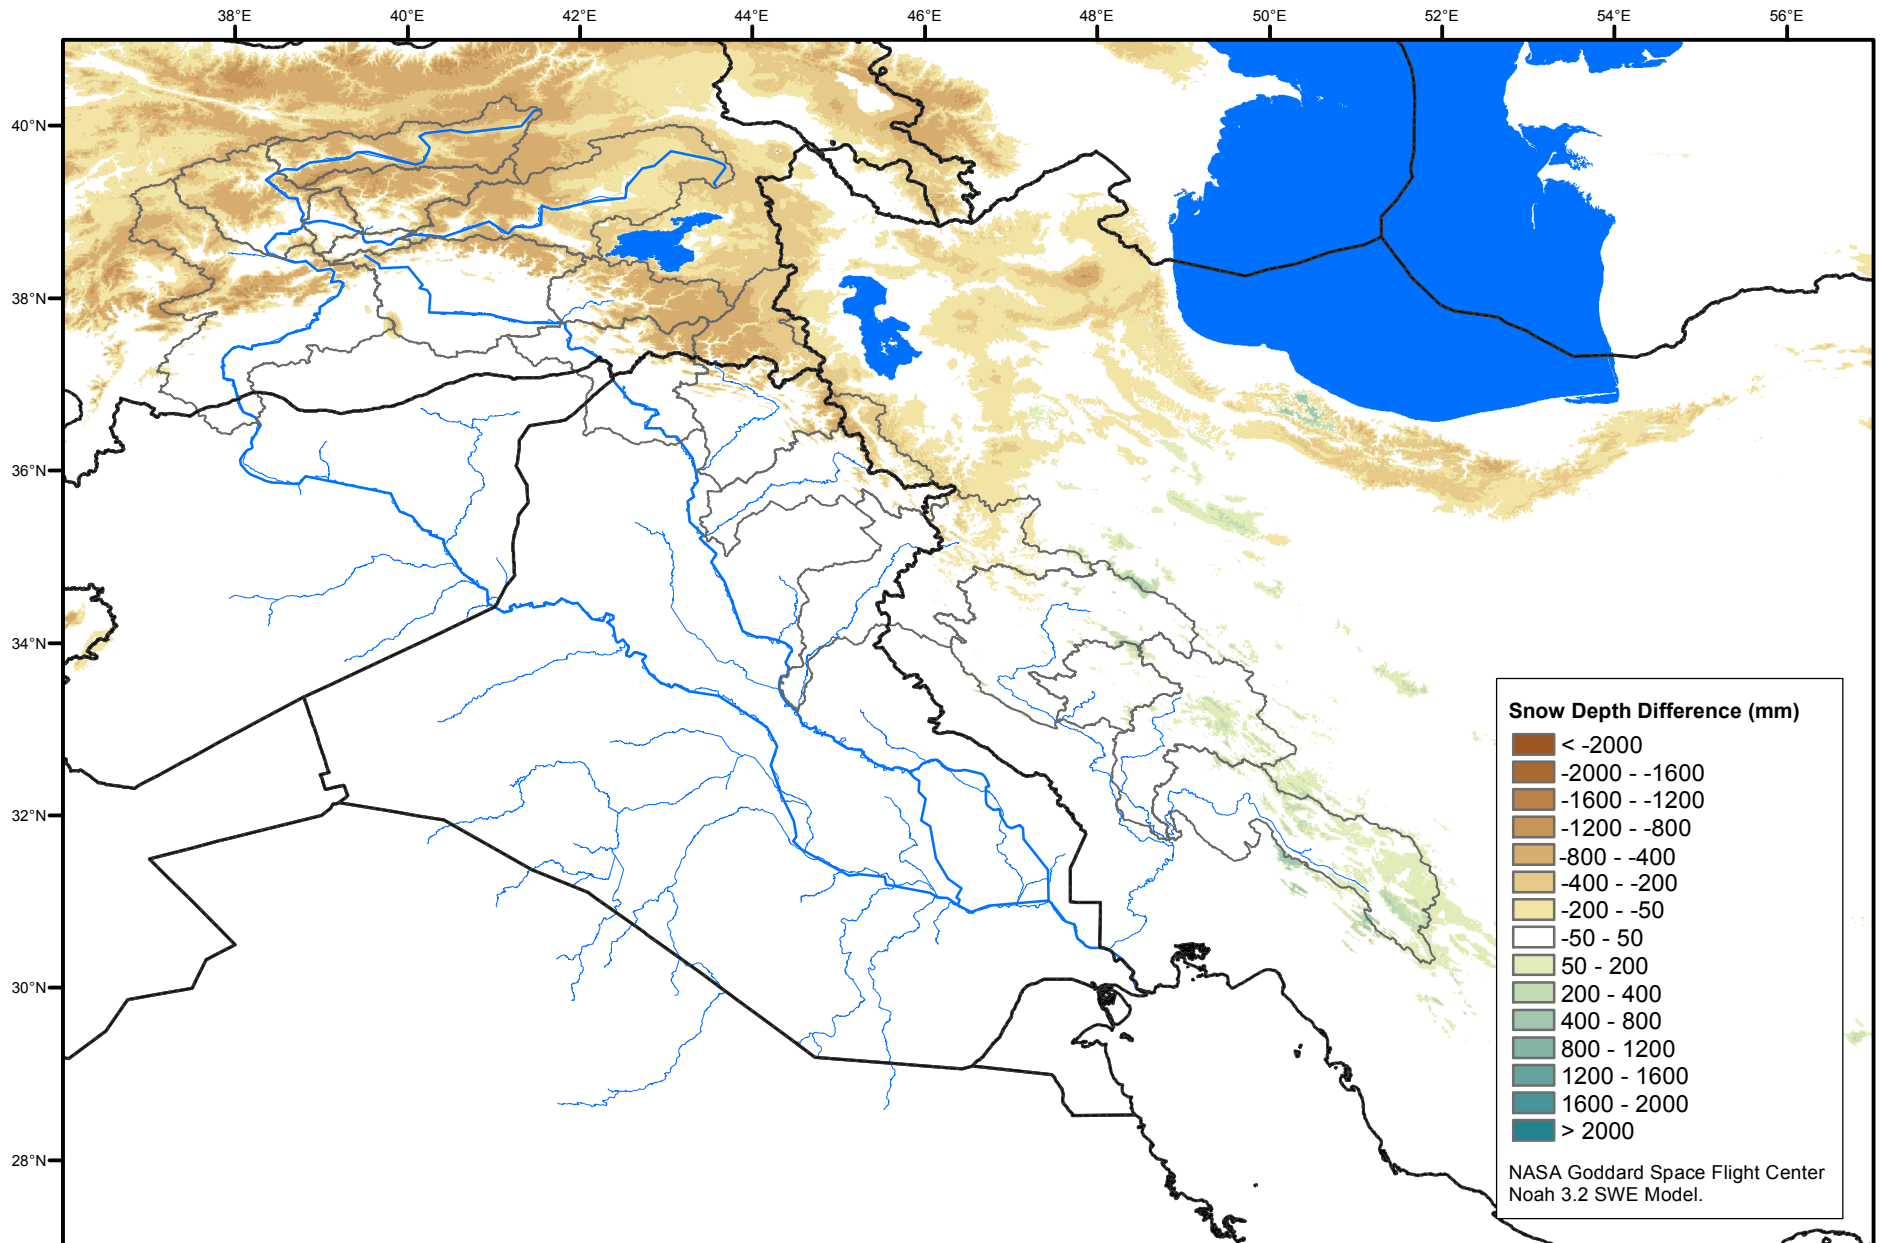 38°E 40°E 42°E 44°E 46°E 48°E 50°E 52°E 54°E 56°E
40°N
38°N
36°N
34°N
32°N
30°N
28°N
Snow Depth Difference (mm)
< -2000
-2000 - -1600
-1600 - -1200
-1200 - -800
-800 - -400
-400 - -200
-200 - -50
-50 - 50
50 - 200
200 - 400
400 - 800
800 - 1200
1200 - 1600
1600 - 2000
> 2000
NASA Goddard Space Flight Center
Noah 3.2 SWE Model.